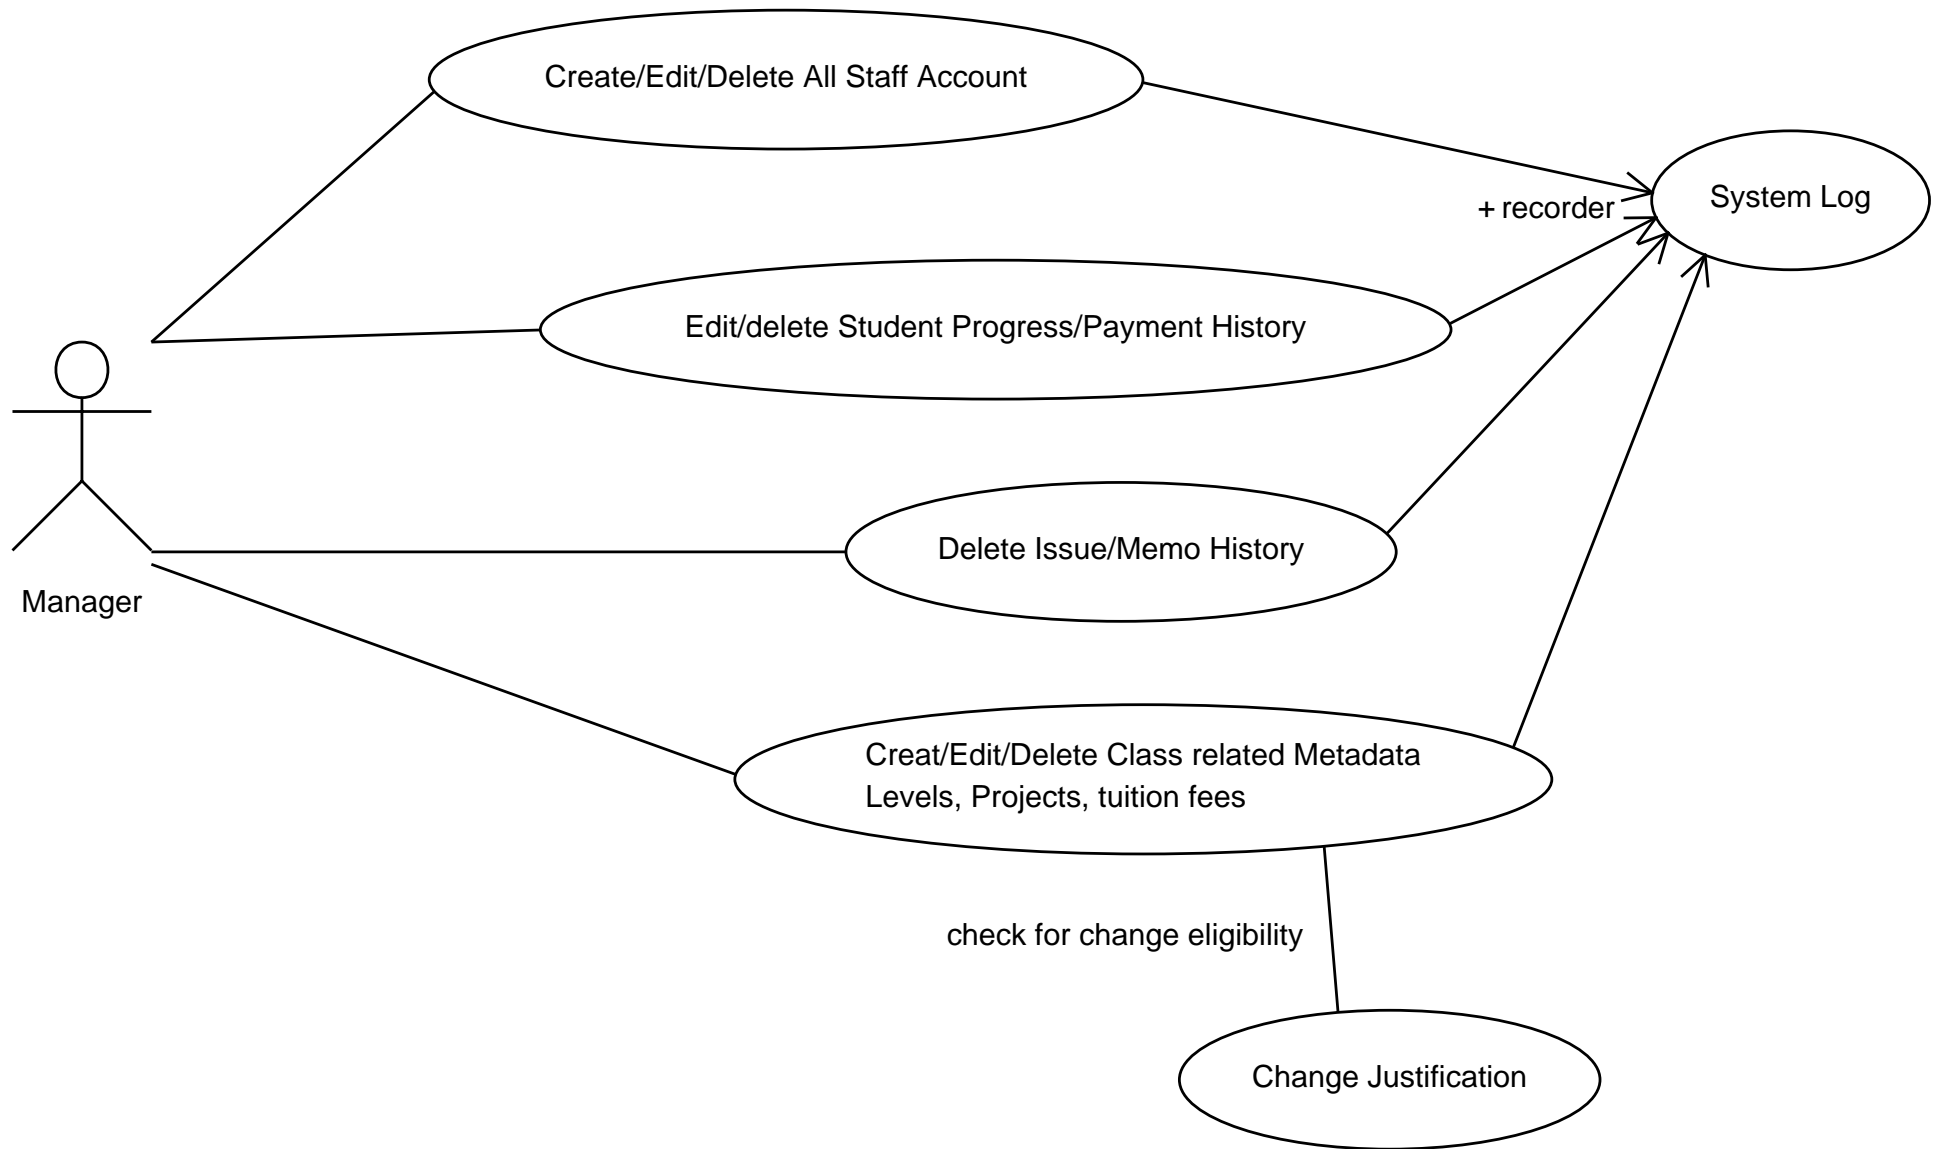 Create/Edit/Delete All Staff Account
System Log
+ recorder
Edit/delete Student Progress/Payment History
Delete Issue/Memo History
Manager
Creat/Edit/Delete Class related Metadata
Levels, Projects, tuition fees
check for change eligibility
Change Justification